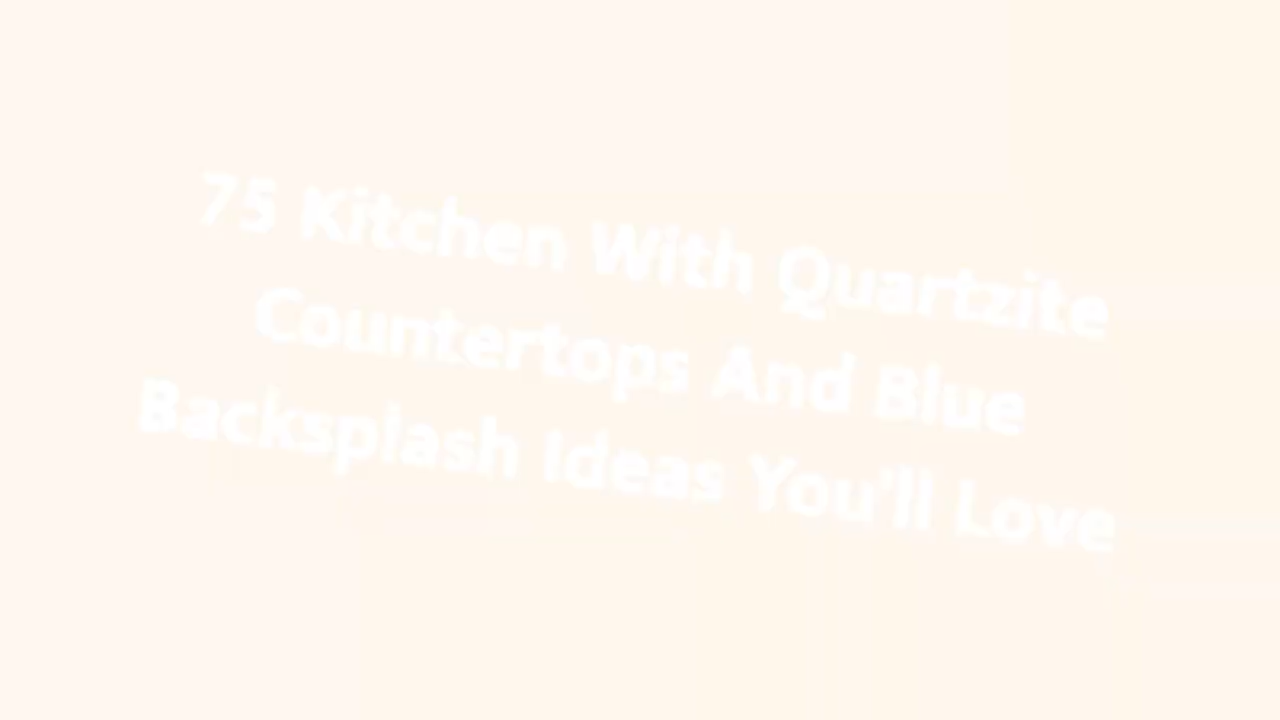 75 Kitchen With Quartzite
Countertops And Blue
Backsplash Ideas You'll Love